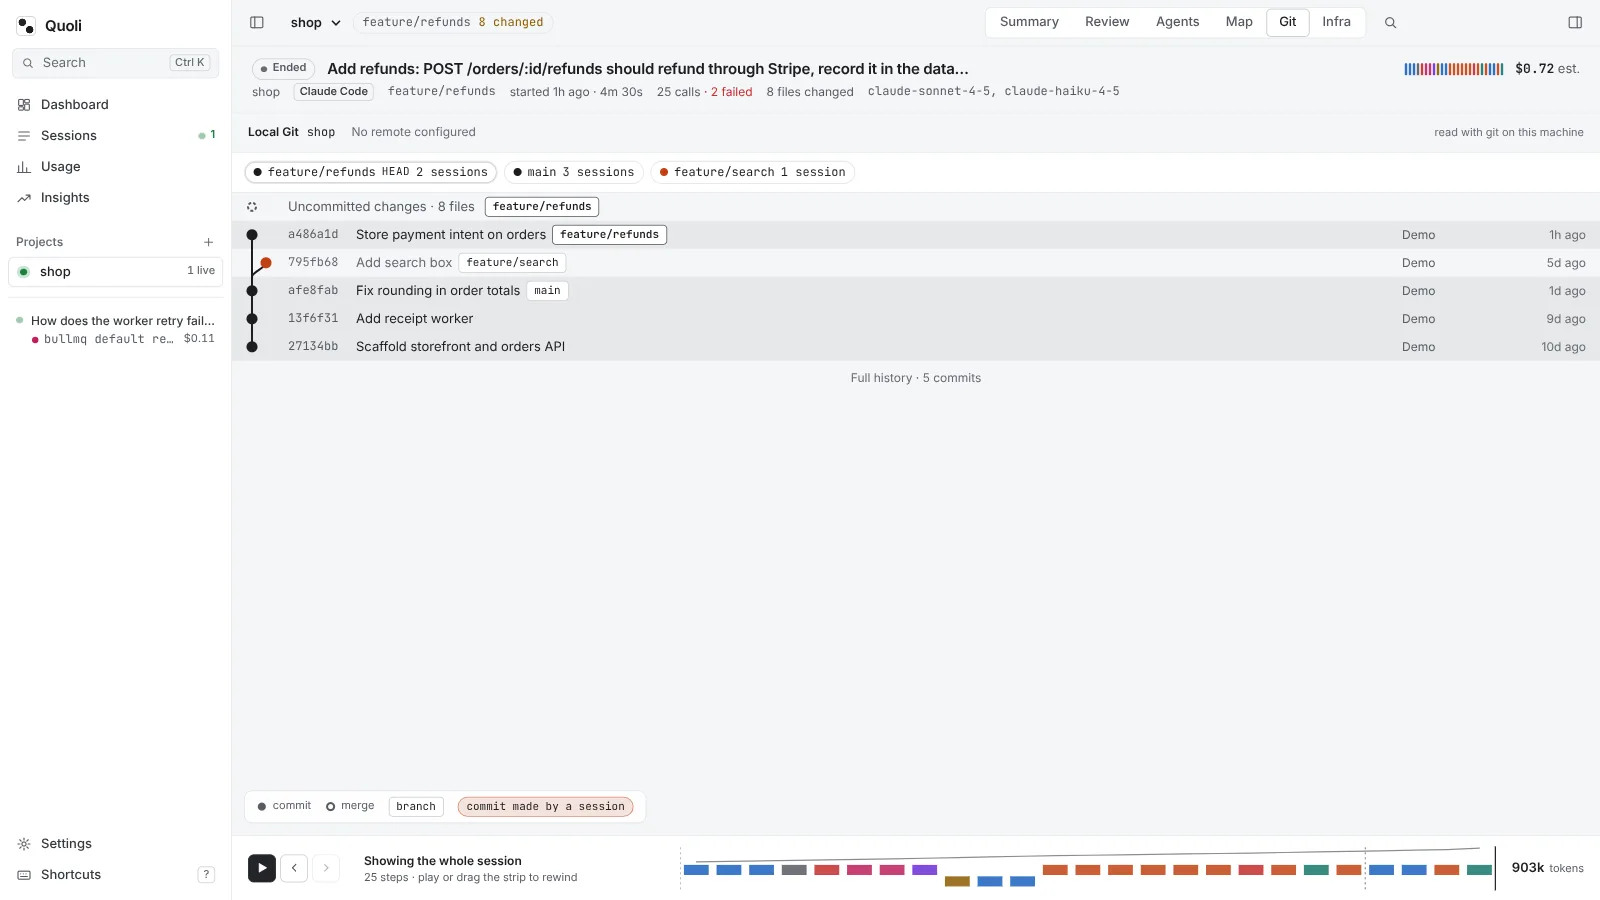 Quoli
Search Ctrl K
Dashboard
Sessions 1
Usage
Insights
Projects +
shop 1 live
How does the worker retry fail...
bullmq default re... $0.11
Settings
Shortcuts ?
shop feature/refunds 8 changed
Summary Review Agents Map Git Infra
Ended Add refunds: POST /orders/:id/refunds should refund through Stripe, record it in the data... $0.72 est.
shop Claude Code feature/refunds started 1h ago · 4m 30s 25 calls · 2 failed 8 files changed claude-sonnet-4-5, claude-haiku-4-5
Local Git shop No remote configured read with git on this machine
feature/refunds HEAD 2 sessions main 3 sessions feature/search 1 session
Uncommitted changes · 8 files feature/refunds
a486a1d Store payment intent on orders feature/refunds Demo 1h ago
795fb68 Add search box feature/search Demo 5d ago
afe8fab Fix rounding in order totals main Demo 1d ago
13f6f31 Add receipt worker Demo 9d ago
27134bb Scaffold storefront and orders API Demo 10d ago
Full history · 5 commits
commit merge branch commit made by a session
Showing the whole session
25 steps · play or drag the strip to rewind
903k tokens